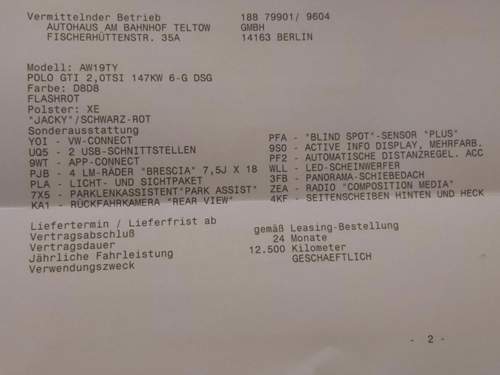 Vermittelnder Betrieb 188 79901/ 9604
AUTOHAUS AM BAHNHOF TELTOW GMBH
FISCHERHÜTTENSTR. 35A 14163 BERLIN
Modell: AW19TY
POLO GTI 2,0TSI 147KW 6-G DSG
Farbe: D8D8
FLASHROT
Polster: XE
"JACKY"/SCHWARZ-ROT
Sonderausstattung
YOI - VW-CONNECT PFA - "BLIND SPOT"-SENSOR "PLUS"
UQ5 - 2 USB-SCHNITTSTELLEN 9S0 - ACTIVE INFO DISPLAY, MEHRFARB.
9WT - APP-CONNECT PF2 - AUTOMATISCHE DISTANZREGEL. ACC
PJB - 4 LM-RÄDER "BRESCIA" 7,5J X 18 WLL - LED-SCHEINWERFER
PLA - LICHT- UND SICHTPAKET 3FB - PANORAMA-SCHIEBEDACH
7X5 - PARKLENKASSISTENT"PARK ASSIST" ZEA - RADIO "COMPOSITION MEDIA"
KA1 - RÜCKFAHRKAMERA "REAR VIEW" 4KF - SEITENSCHEIBEN HINTEN UND HECK
Liefertermin / Lieferfrist ab
Vertragsabschluß gemäß Leasing-Bestellung
Vertragsdauer 24 Monate
Jährliche Fahrleistung 12.500 Kilometer
Verwendungszweck GESCHAEFTLICH
- 2 -